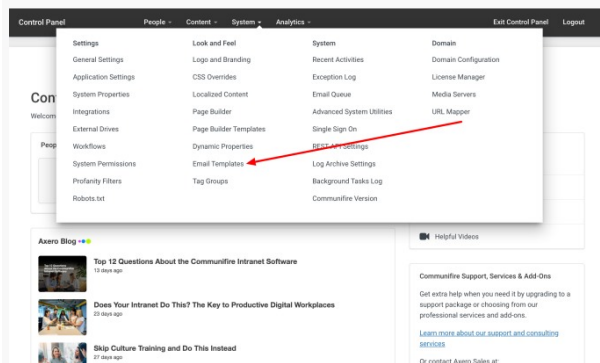 Control Panel
People
Content
System
Analytics
Exit Control Panel
Logout
Settings
General Settings
Application Settings
System Properties
Integrations
External Drives
Workflows
System Permissions
Profanity Filters
Robots.txt
Look and Feel
Logo and Branding
CSS Overrides
Localized Content
Page Builder
Page Builder Templates
Dynamic Properties
Email Templates
Tag Groups
System
Recent Activities
Exception Log
Email Queue
Advanced System Utilities
Single Sign On
REST API Settings
Log Archive Settings
Background Tasks Log
Communifire Version
Domain
Domain Configuration
License Manager
Media Servers
URL Mapper
Con
Welcom
Peop
Axero Blog
Top 12 Questions About the Communifire Intranet Software
13 days ago
Does Your Intranet Do This? The Key to Productive Digital Workplaces
23 days ago
Skip Culture Training and Do This Instead
27 days ago
Helpful Videos
Communifire Support, Services & Add-Ons
Get extra help when you need it by upgrading to a
support package or choosing from our
professional services and add-ons.
Learn more about our support and consulting
services
Or contact Axero Sales at: